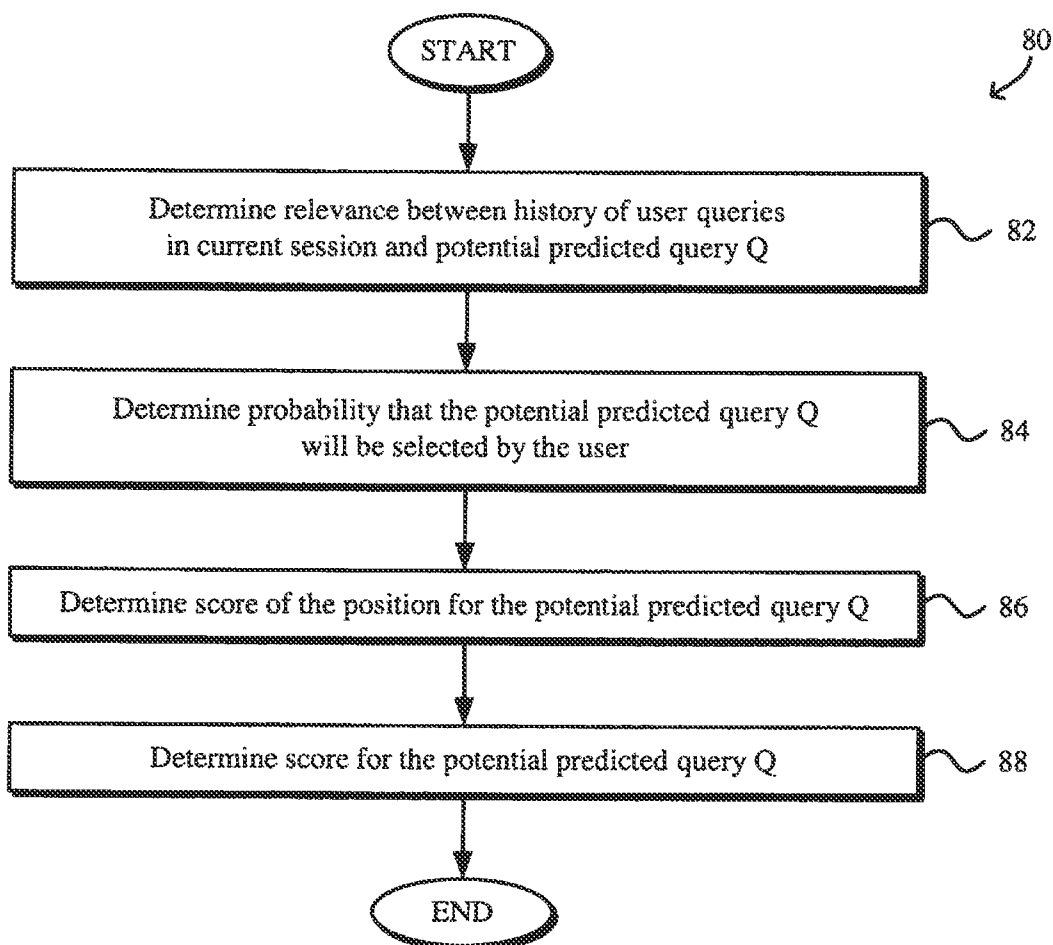 START
80
Determine relevance between history of user queries
in current session and potential predicted query Q
82
Determine probability that the potential predicted query Q
will be selected by the user
84
Determine score of the position for the potential predicted query Q
86
Determine score for the potential predicted query Q
88
END